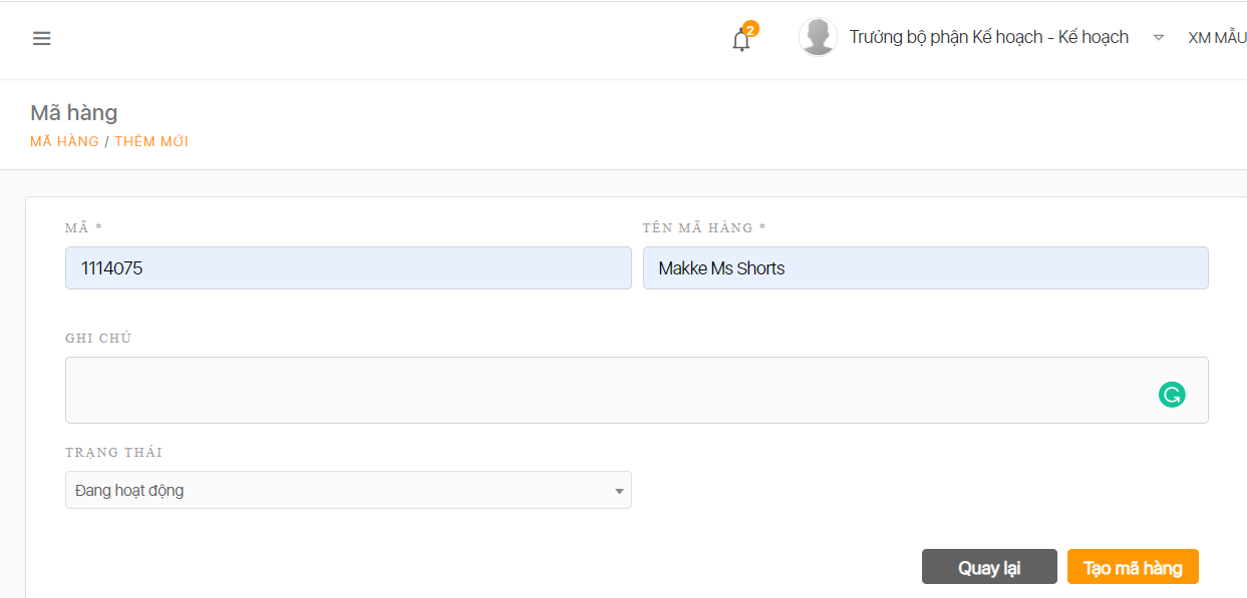 2
Trưởng bộ phận Kế hoạch - Kế hoạch
XM MẪU
Mã hàng
MÃ HÀNG / THÊM MỚI
MÃ *
TÊN MÃ HÀNG *
1114075
Makke Ms Shorts
GHI CHÚ
TRẠNG THÁI
Đang hoạt động
Quay lại
Tạo mã hàng